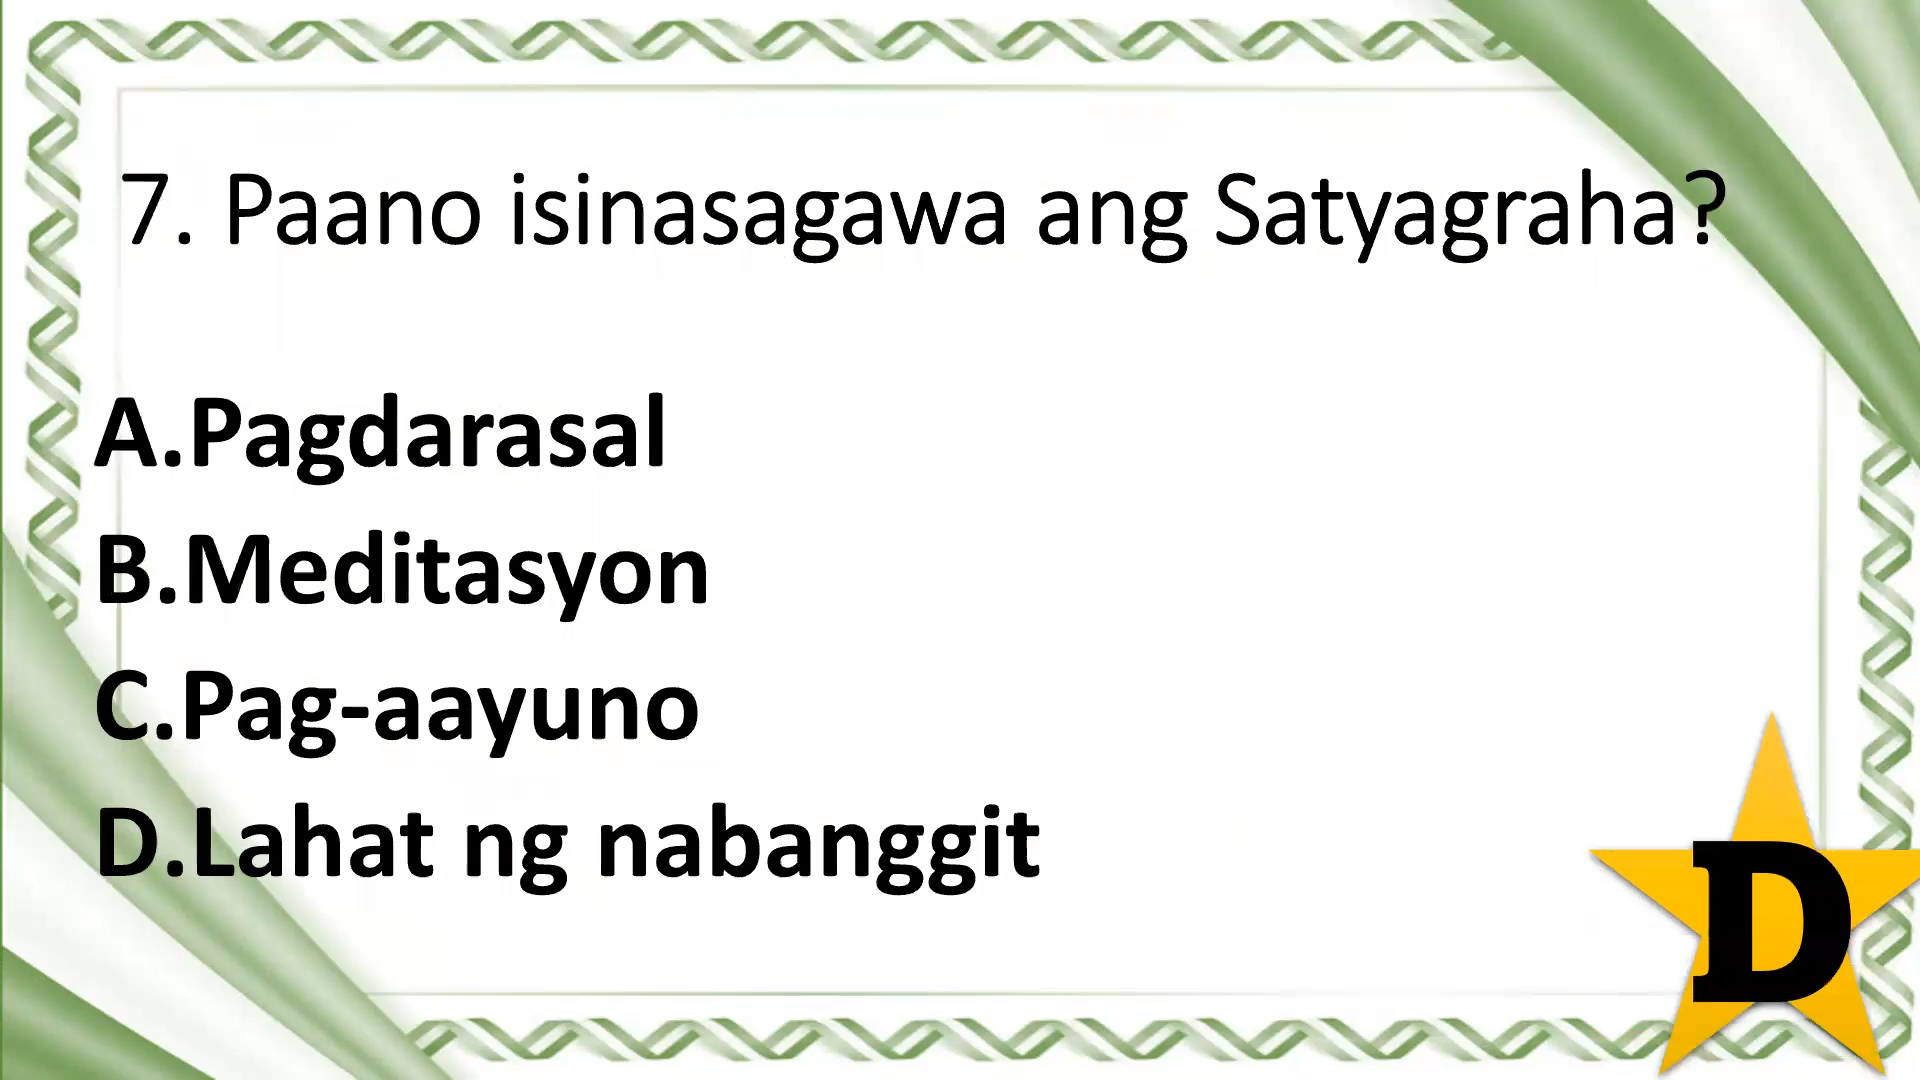 7. Paano isinasagawa ang Satyagraha?
A.Pagdarasal
B.Meditasyon
C.Pag-aayuno
D.Lahat ng nabanggit
D